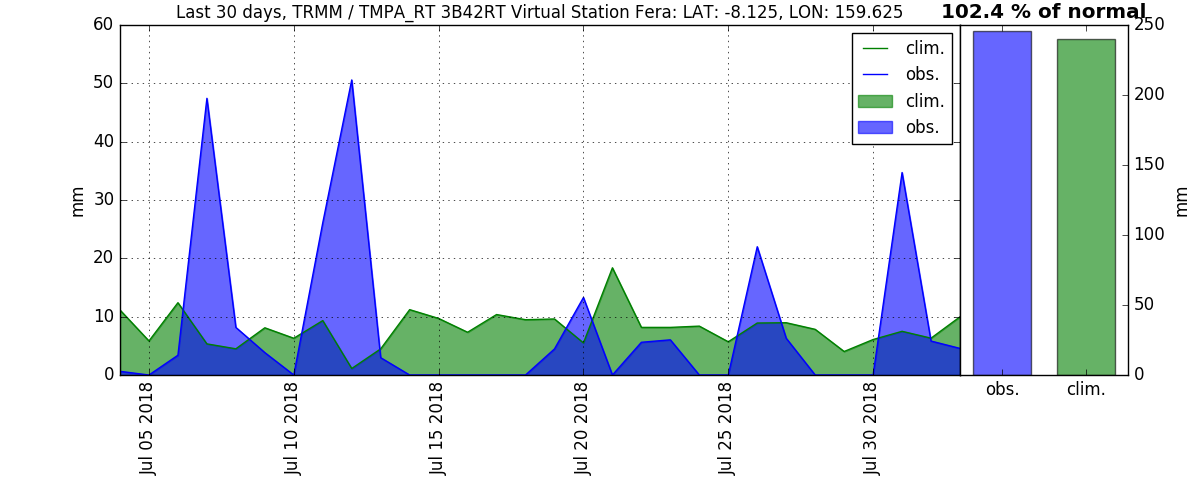 Last 30 days, TRMM / TMPA_RT 3B42RT Virtual Station Fera: LAT: -8.125, LON: 159.625
102.4 % of normal
60
50
40
30
20
10
0
mm
clim.
obs.
clim.
obs.
250
200
150
100
50
0
mm
Jul 05 2018
Jul 10 2018
Jul 15 2018
Jul 20 2018
Jul 25 2018
Jul 30 2018
obs.
clim.